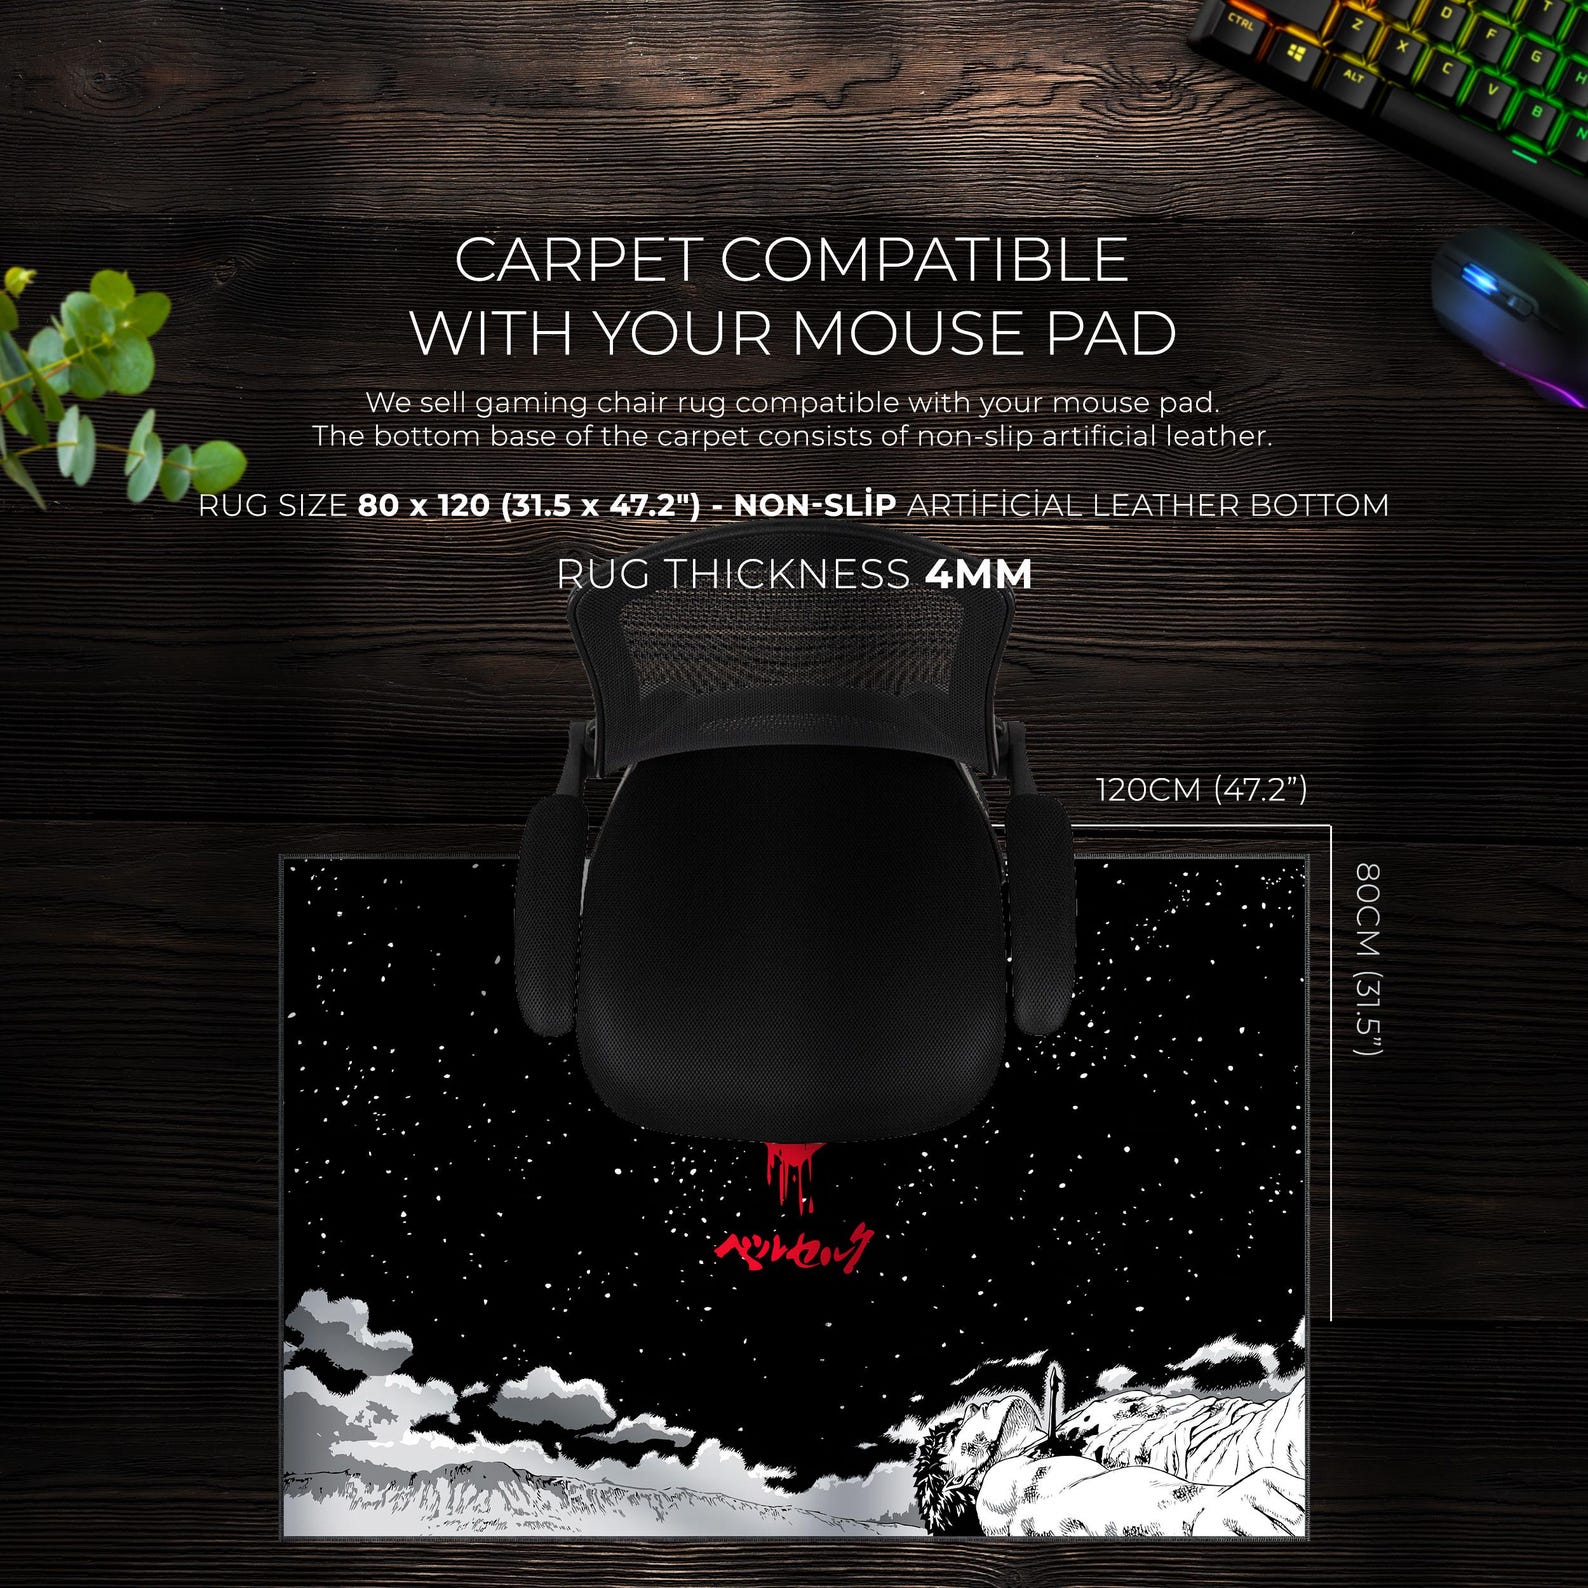 CTRL
ALT
Z
X
C
V
B
N
D
F
G
H
T
CARPET COMPATIBLE
WITH YOUR MOUSE PAD
We sell gaming chair rug compatible with your mouse pad.
The bottom base of the carpet consists of non-slip artificial leather.
RUG SIZE 80 x 120 (31.5 x 47.2") - NON-SLİP ARTİFİCİAL LEATHER BOTTOM
RUG THICKNESS 4MM
120CM (47.2”)
80CM (31.5”)
ベルセルク